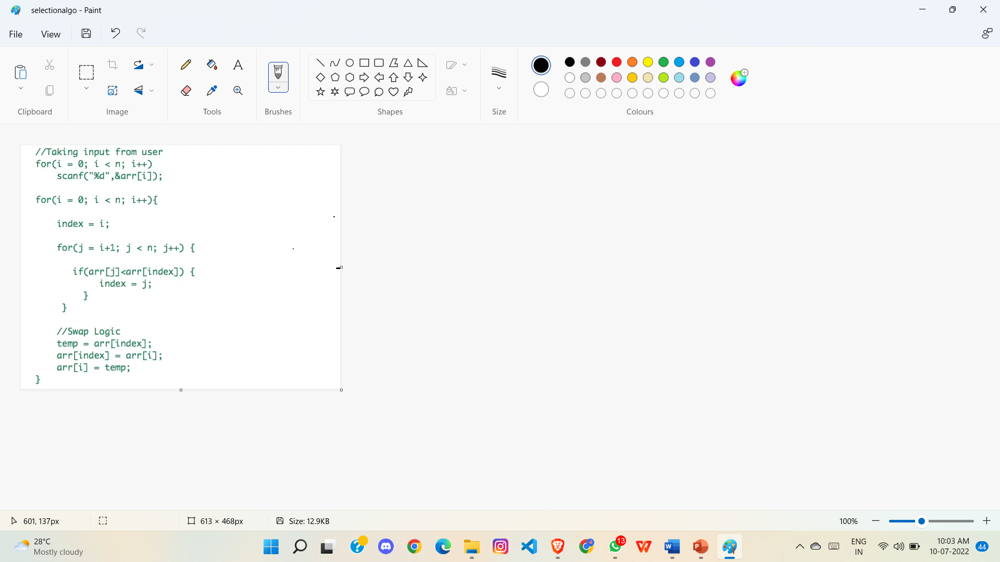 selectionalgo - Paint
File View
Clipboard
Image
Tools
Brushes
Shapes
Size
Colours
//Taking input from user
for(i = 0; i < n; i++)
scanf("%d",&arr[i]);
for(i = 0; i < n; i++){
index = i;
for(j = i+1; j < n; j++) {
if(arr[j]<arr[index]) {
index = j;
}
}
//Swap Logic
temp = arr[index];
arr[index] = arr[i];
arr[i] = temp;
}
601, 137px 613 × 468px Size: 12.9KB 100%
28°C
Mostly cloudy
13
ENG
IN
10:03 AM
10-07-2022
44